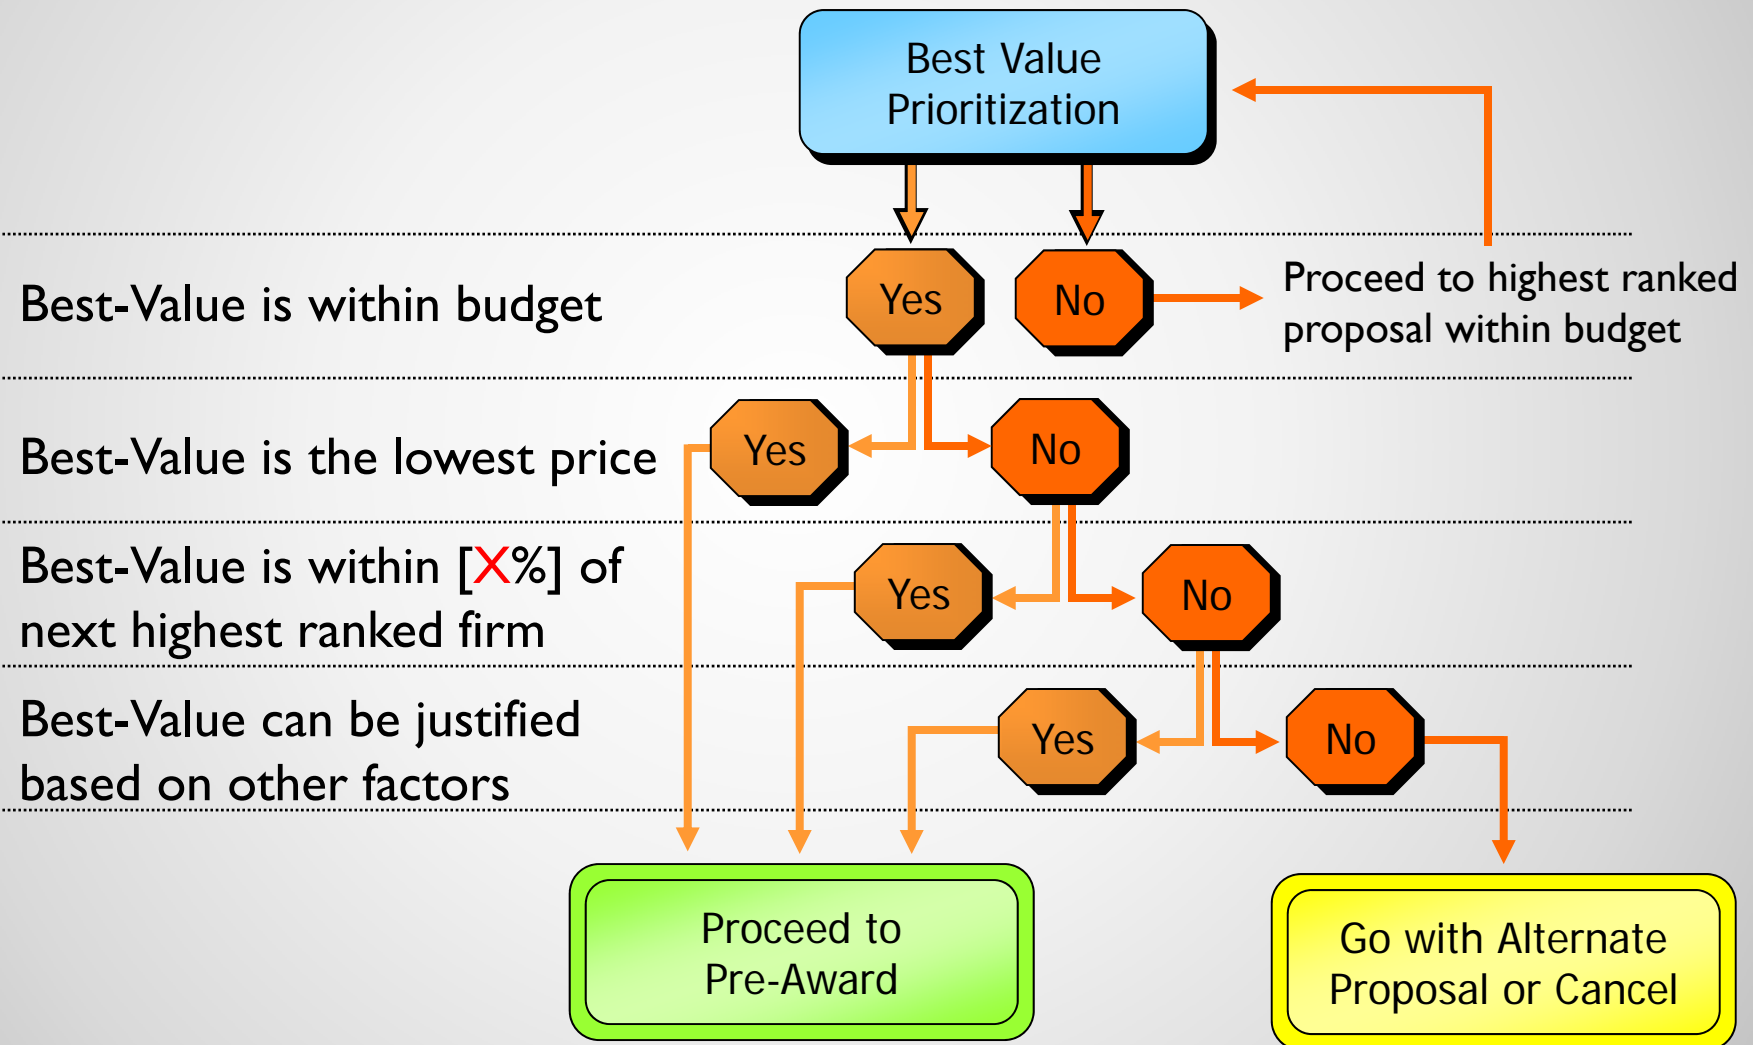 Best Value
Prioritization
Best-Value is within budget
Yes
No
Proceed to highest ranked
proposal within budget
Best-Value is the lowest price
Yes
No
Best-Value is within [X%] of
next highest ranked firm
Yes
No
Best-Value can be justified
based on other factors
Yes
No
Proceed to
Pre-Award
Go with Alternate
Proposal or Cancel